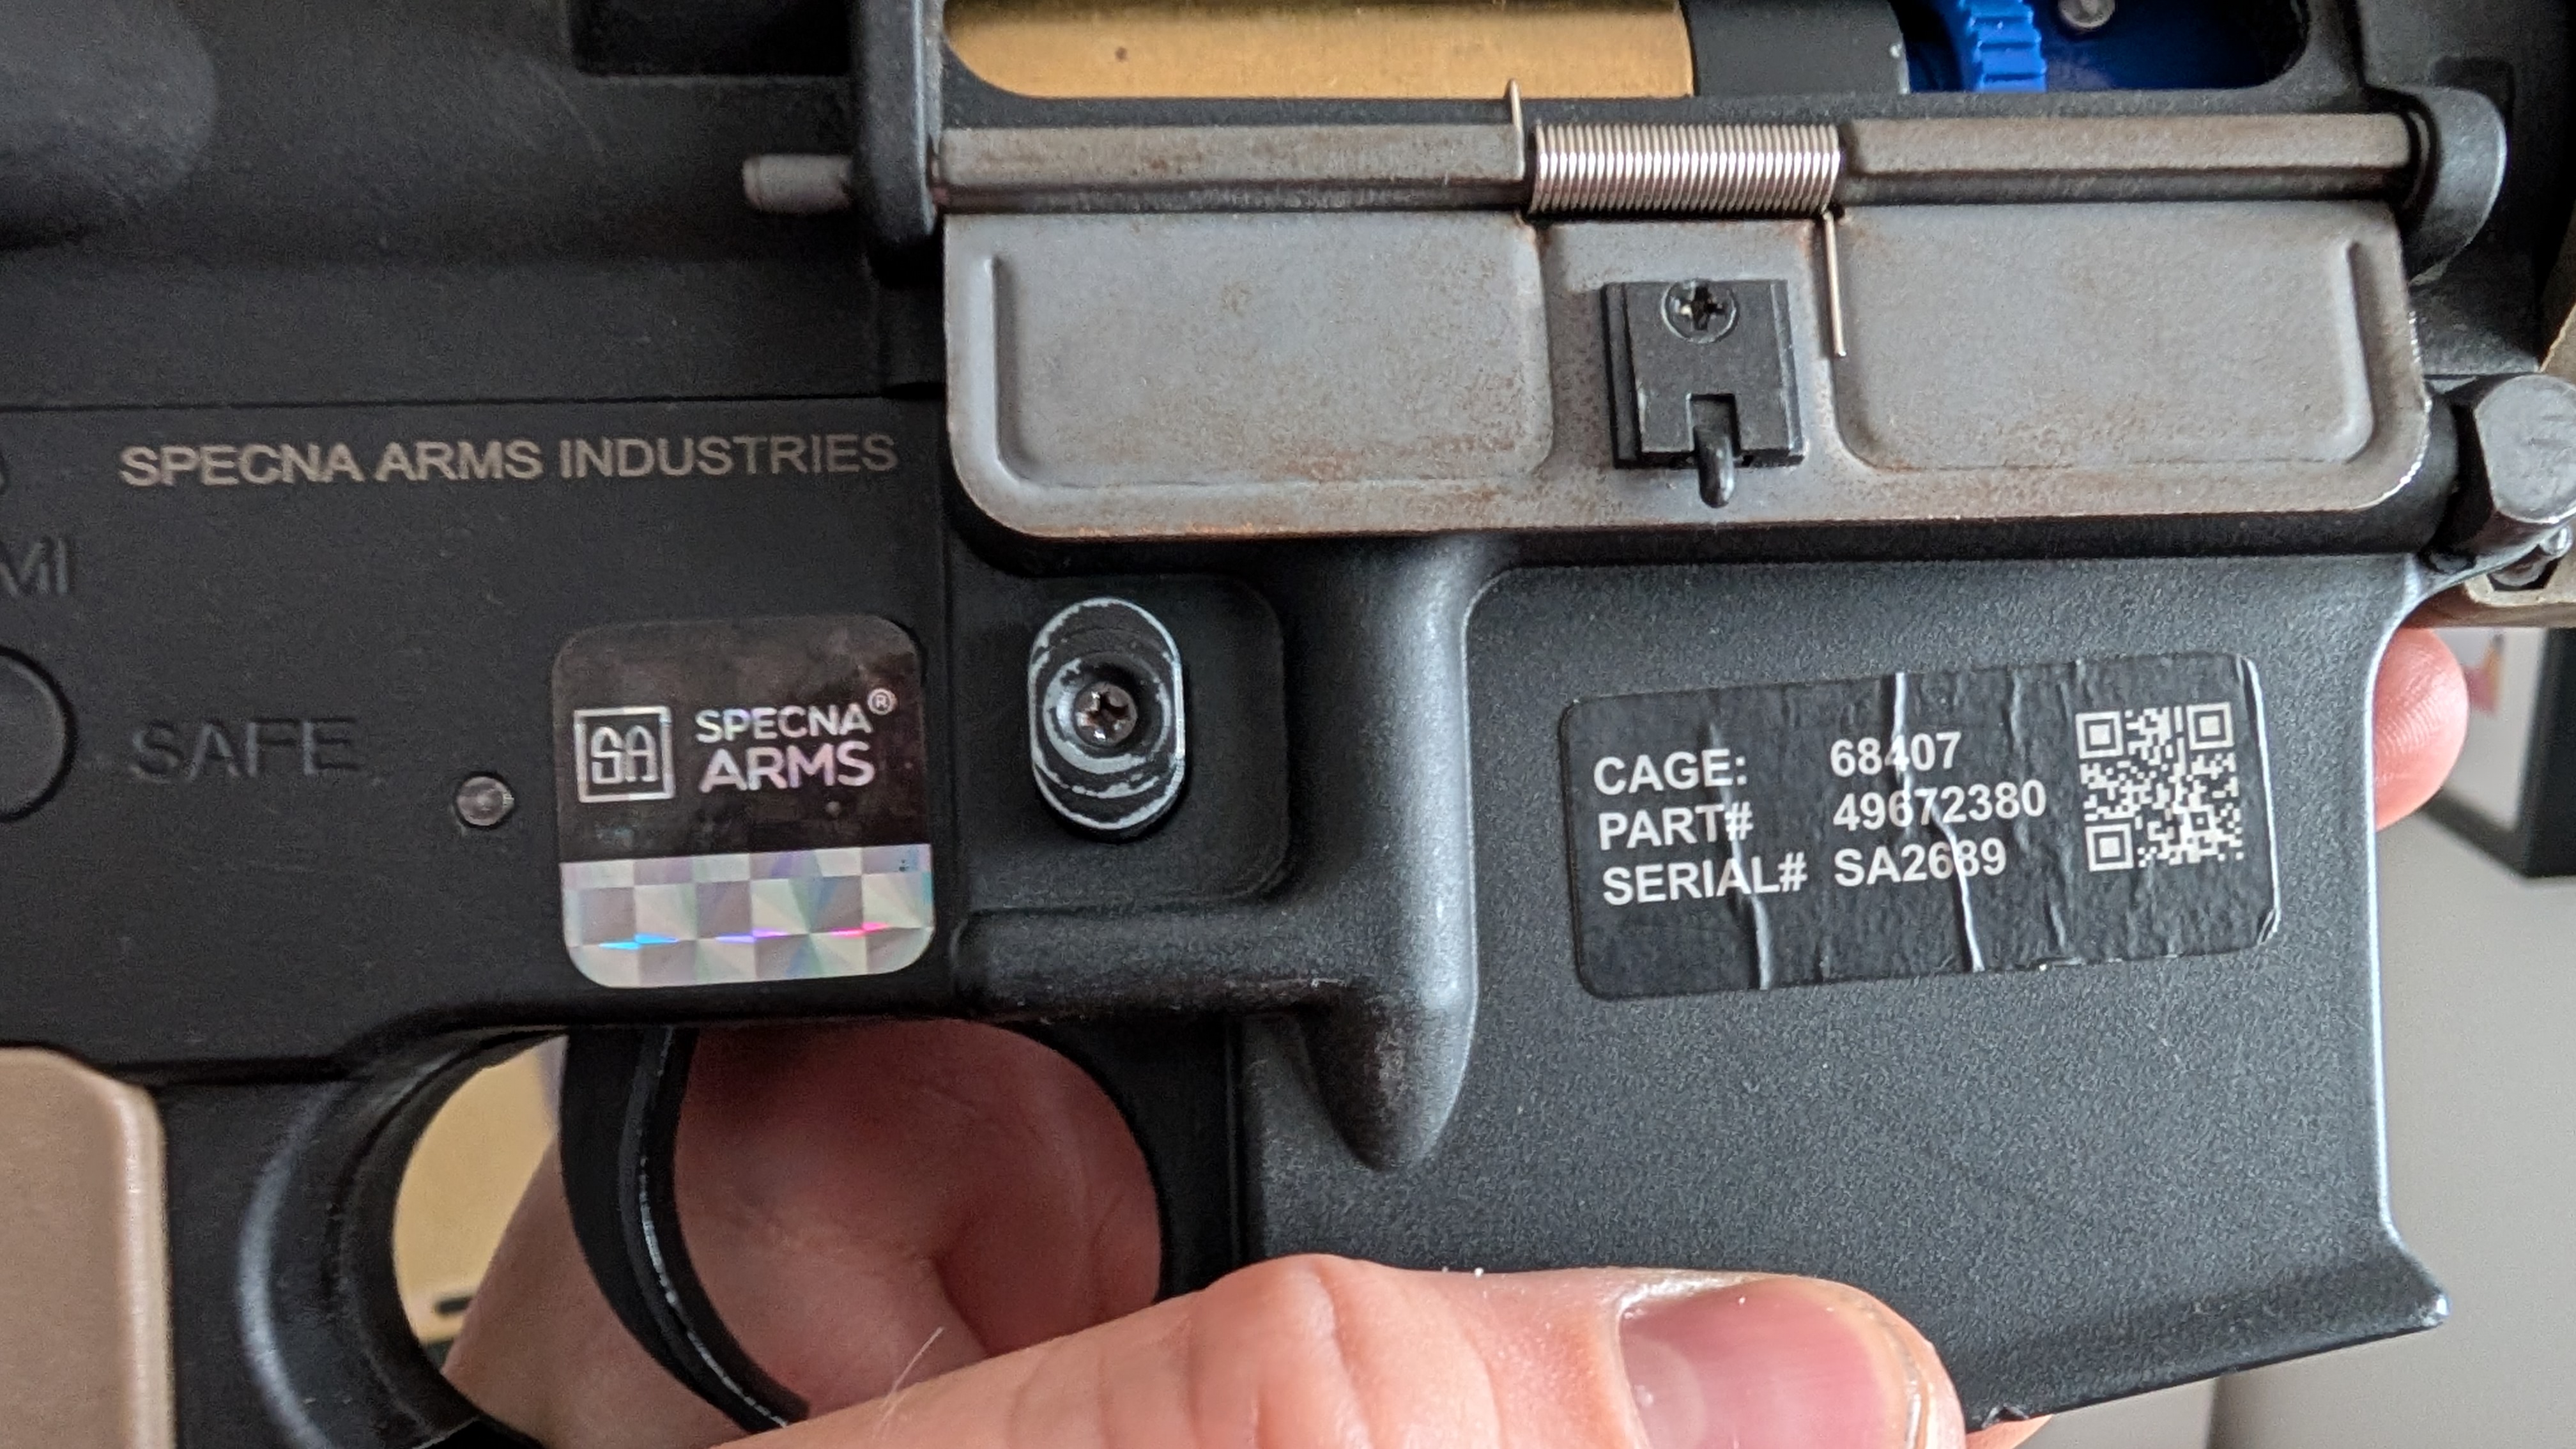 SPECNA ARMS INDUSTRIES
SAFE
SA
SPECNA®
ARMS
CAGE: 68407
PART# 49672380
SERIAL# SA2689